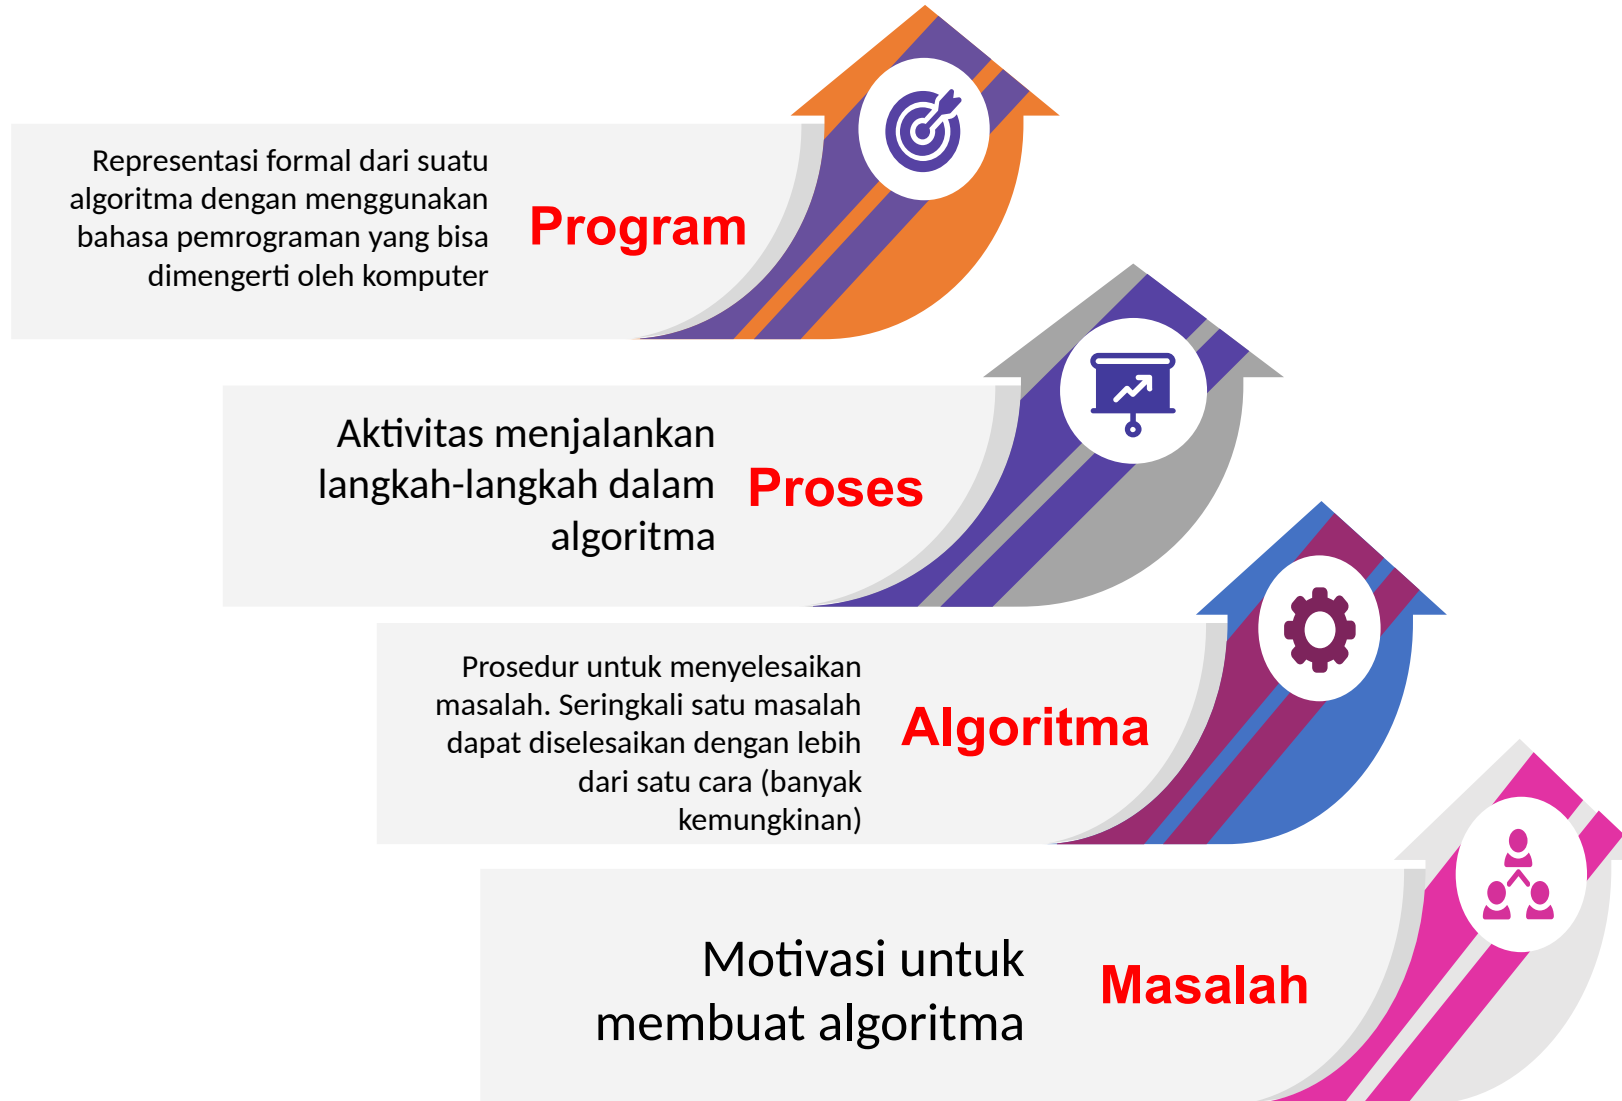 Representasi formal dari suatu
algoritma dengan menggunakan
bahasa pemrograman yang bisa
dimengerti oleh komputer
Program
Aktivitas menjalankan
langkah-langkah dalam
algoritma
Proses
Prosedur untuk menyelesaikan
masalah. Seringkali satu masalah
dapat diselesaikan dengan lebih
dari satu cara (banyak
kemungkinan)
Algoritma
Motivasi untuk
membuat algoritma
Masalah